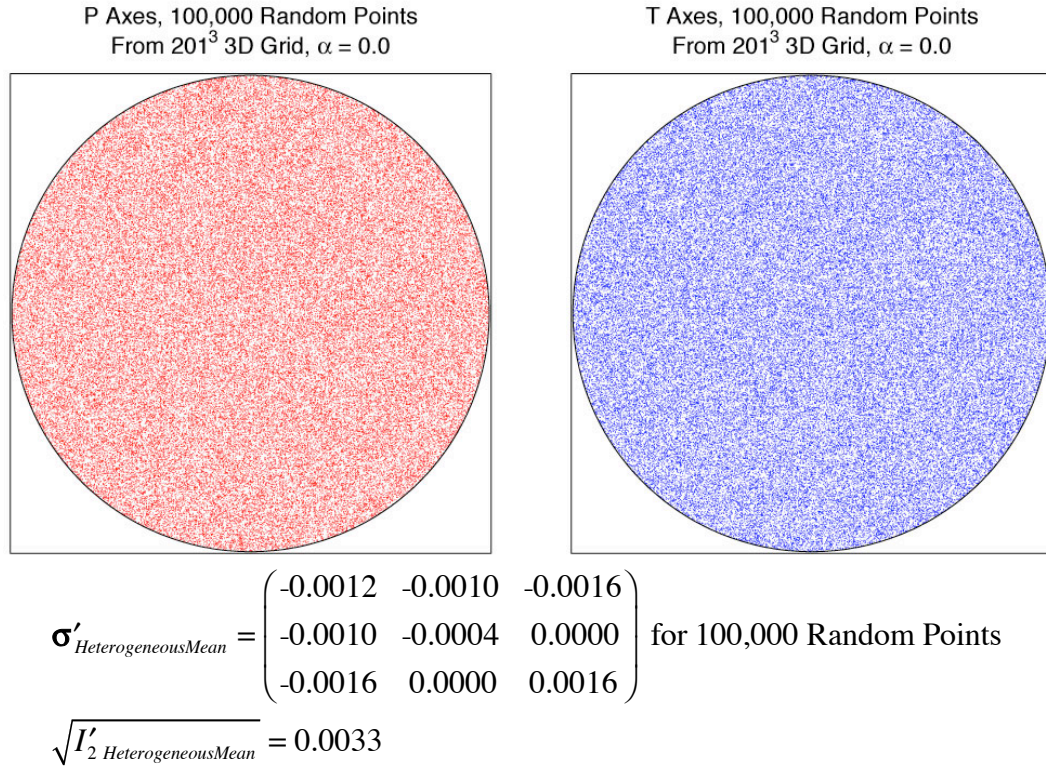 P Axes, 100,000 Random Points
From 201³ 3D Grid, α = 0.0
T Axes, 100,000 Random Points
From 201³ 3D Grid, α = 0.0
-0.0012 -0.0010 -0.0016
σ′HeterogeneousMean = -0.0010 -0.0004 0.0000 for 100,000 Random Points
-0.0016 0.0000 0.0016
√I′2 HeterogeneousMean = 0.0033